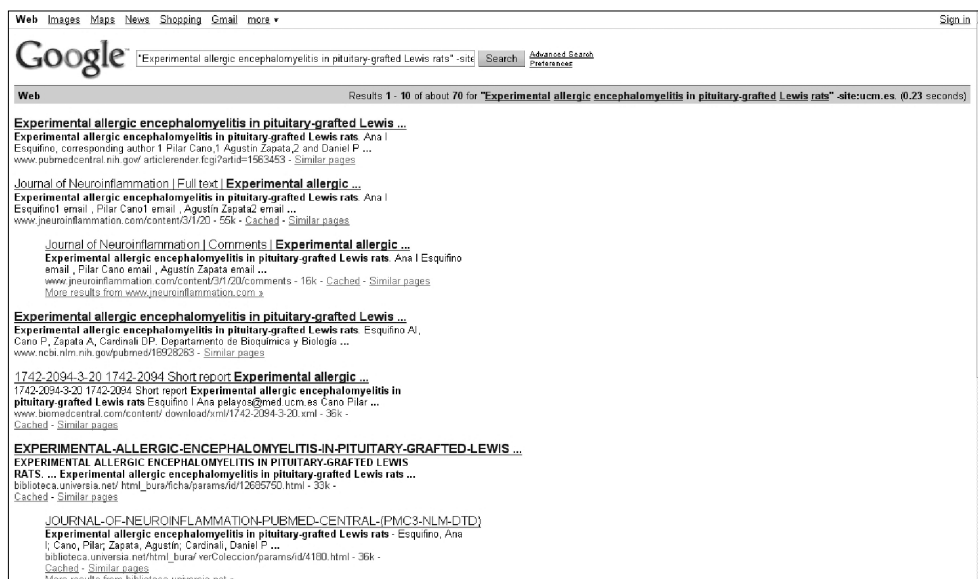 Web Images Maps News Shopping Gmail more ▾ Sign in
Google™ "Experimental allergic encephalomyelitis in pituitary-grafted Lewis rats" -site Search Advanced Search
Preferences
Web Results 1 - 10 of about 70 for "Experimental allergic encephalomyelitis in pituitary-grafted Lewis rats" -site:ucm.es. (0.23 seconds)
Experimental allergic encephalomyelitis in pituitary-grafted Lewis ...
Experimental allergic encephalomyelitis in pituitary-grafted Lewis rats. Ana I
Esquifino, corresponding author 1 Pilar Cano,1 Agustín Zapata,2 and Daniel P ...
www.pubmedcentral.nih.gov/ articlerender.fcgi?artid=1563453 - Similar pages
Journal of Neuroinflammation | Full text | Experimental allergic ...
Experimental allergic encephalomyelitis in pituitary-grafted Lewis rats. Ana I
Esquifino1 email , Pilar Cano1 email , Agustín Zapata2 email ...
www.jneuroinflammation.com/content/3/1/20 - 55k - Cached - Similar pages
Journal of Neuroinflammation | Comments | Experimental allergic ...
Experimental allergic encephalomyelitis in pituitary-grafted Lewis rats. Ana I Esquifino
email , Pilar Cano email , Agustín Zapata email ...
www.jneuroinflammation.com/content/3/1/20/comments - 16k - Cached - Similar pages
More results from www.jneuroinflammation.com »
Experimental allergic encephalomyelitis in pituitary-grafted Lewis ...
Experimental allergic encephalomyelitis in pituitary-grafted Lewis rats. Esquifino AI,
Cano P, Zapata A, Cardinali DP. Departamento de Bioquímica y Biología ...
www.ncbi.nlm.nih.gov/pubmed/16928263 - Similar pages
1742-2094-3-20 1742-2094 Short report Experimental allergic ...
1742-2094-3-20 1742-2094 Short report Experimental allergic encephalomyelitis in
pituitary-grafted Lewis rats Esquifino I Ana pelayos@med.ucm.es Cano Pilar ...
www.biomedcentral.com/content/ download/xml/1742-2094-3-20.xml - 36k -
Cached - Similar pages
EXPERIMENTAL-ALLERGIC-ENCEPHALOMYELITIS-IN-PITUITARY-GRAFTED-LEWIS ...
EXPERIMENTAL ALLERGIC ENCEPHALOMYELITIS IN PITUITARY-GRAFTED LEWIS
RATS. ... Experimental allergic encephalomyelitis in pituitary-grafted Lewis rats ...
biblioteca.universia.net/ html_bura/ficha/params/id/12685750.html - 33k -
Cached - Similar pages
JOURNAL-OF-NEUROINFLAMMATION-PUBMED-CENTRAL-(PMC3-NLM-DTD)
Experimental allergic encephalomyelitis in pituitary-grafted Lewis rats - Esquifino, Ana
I; Cano, Pilar; Zapata, Agustín; Cardinali, Daniel P ...
biblioteca.universia.net/html_bura/ verColeccion/params/id/4180.html - 36k -
Cached - Similar pages
More results from biblioteca.universia.net »